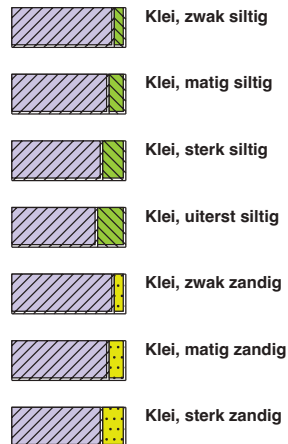 Klei, zwak siltig
Klei, matig siltig
Klei, sterk siltig
Klei, uiterst siltig
Klei, zwak zandig
Klei, matig zandig
Klei, sterk zandig